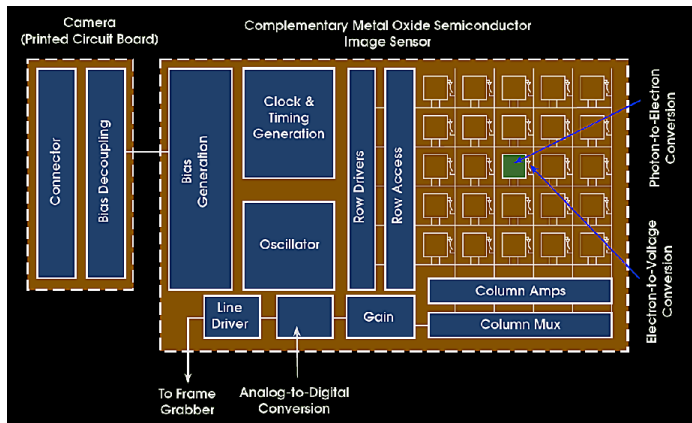 Camera
(Printed Circuit Board)
Complementary Metal Oxide Semiconductor
Image Sensor
Connector
Bias Decoupling
Bias
Generation
Clock &
Timing
Generation
Oscillator
Row Drivers
Row Access
Photon-to-Electron
Conversion
Electron-to-Voltage
Conversion
Column Amps
Column Mux
Line
Driver
Gain
To Frame
Grabber
Analog-to-Digital
Conversion